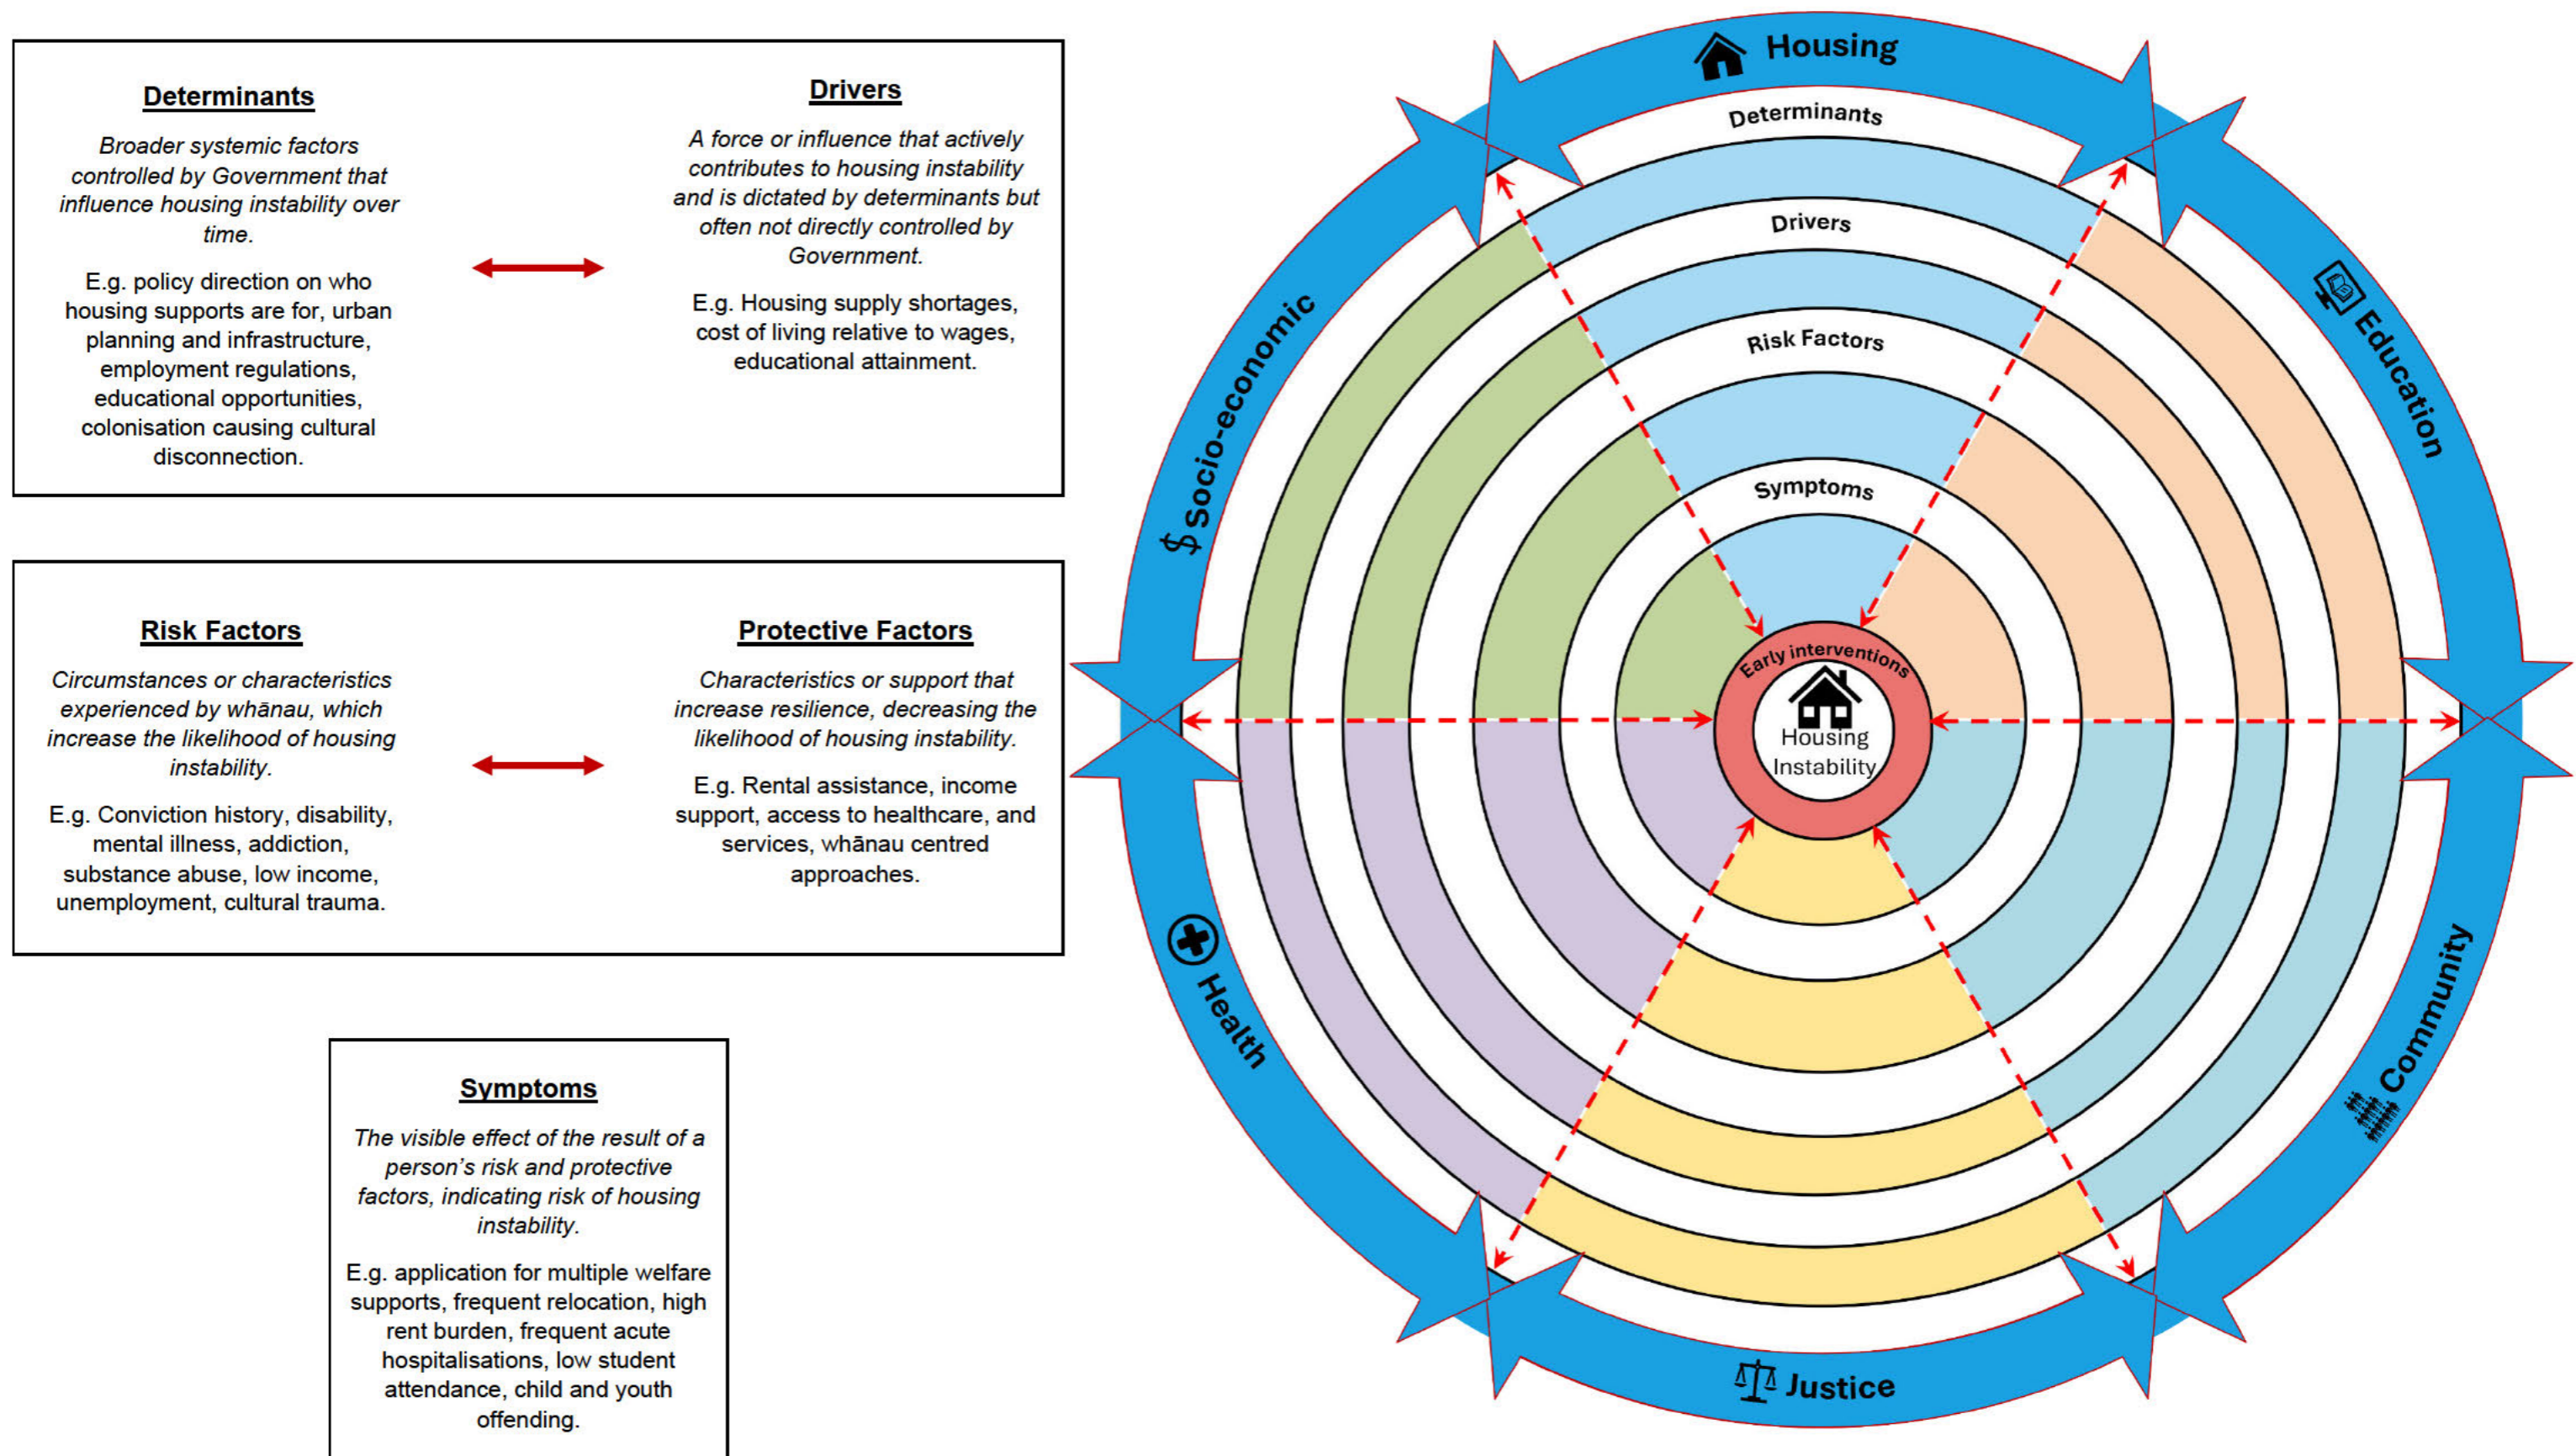 Determinants
Broader systemic factors
controlled by Government that
influence housing instability over
time.
E.g. policy direction on who
housing supports are for, urban
planning and infrastructure,
employment regulations,
educational opportunities,
colonisation causing cultural
disconnection.
Drivers
A force or influence that actively
contributes to housing instability
and is dictated by determinants but
often not directly controlled by
Government.
E.g. Housing supply shortages,
cost of living relative to wages,
educational attainment.
Risk Factors
Circumstances or characteristics
experienced by whānau, which
increase the likelihood of housing
instability.
E.g. Conviction history, disability,
mental illness, addiction,
substance abuse, low income,
unemployment, cultural trauma.
Protective Factors
Characteristics or support that
increase resilience, decreasing the
likelihood of housing instability.
E.g. Rental assistance, income
support, access to healthcare, and
services, whānau centred
approaches.
Symptoms
The visible effect of the result of a
person's risk and protective
factors, indicating risk of housing
instability.
E.g. application for multiple welfare
supports, frequent relocation, high
rent burden, frequent acute
hospitalisations, low student
attendance, child and youth
offending.
Housing
Determinants
Drivers
Risk Factors
Symptoms
Early interventions
Housing
Instability
Education
Community
Justice
Health
$ Socio-economic